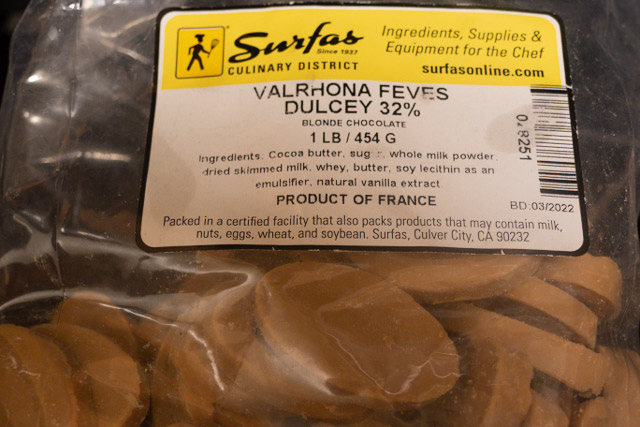 Surfas
Since 1937
CULINARY DISTRICT
Ingredients, Supplies &
Equipment for the Chef
surfasonline.com
VALRHONA FEVES
DULCEY 32%
BLONDE CHOCOLATE
1 LB / 454 G
Ingredients: Cocoa butter, sugar, whole milk powder,
dried skimmed milk, whey, butter, soy lecithin as an
emulsifier, natural vanilla extract
PRODUCT OF FRANCE
BD:03/2022
Packed in a certified facility that also packs products that may contain milk,
nuts, eggs, wheat, and soybean. Surfas, Culver City, CA 90232